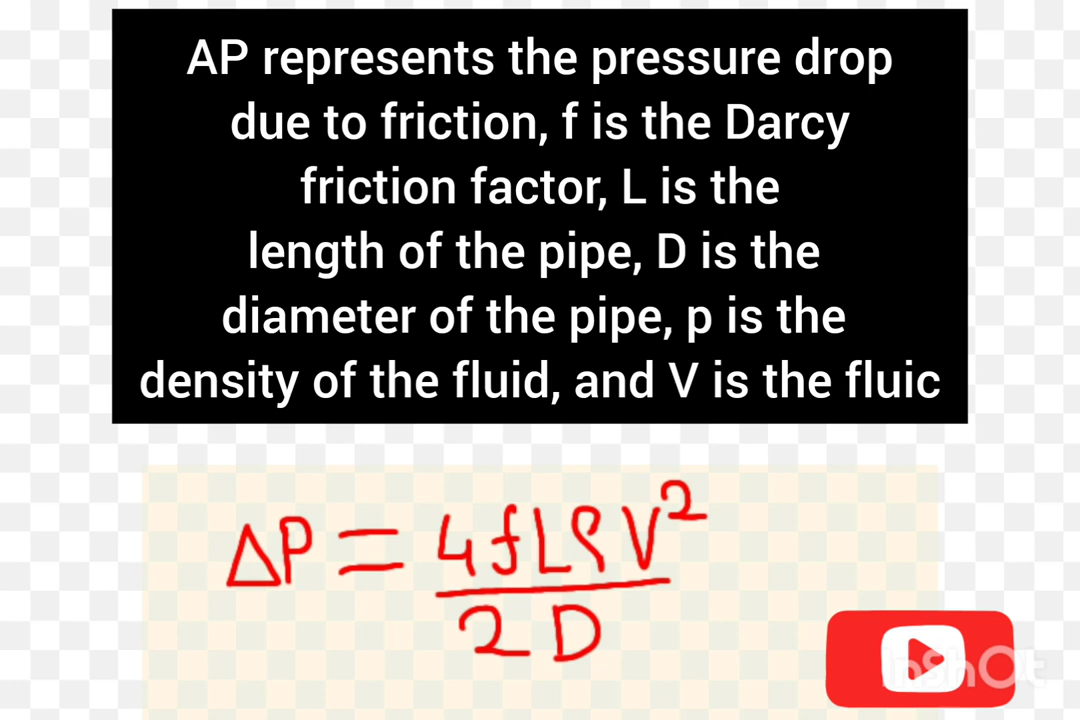 AP represents the pressure drop
due to friction, f is the Darcy
friction factor, L is the
length of the pipe, D is the
diameter of the pipe, p is the
density of the fluid, and V is the fluic
ΔP = 4fLρV²
2D
InShOt